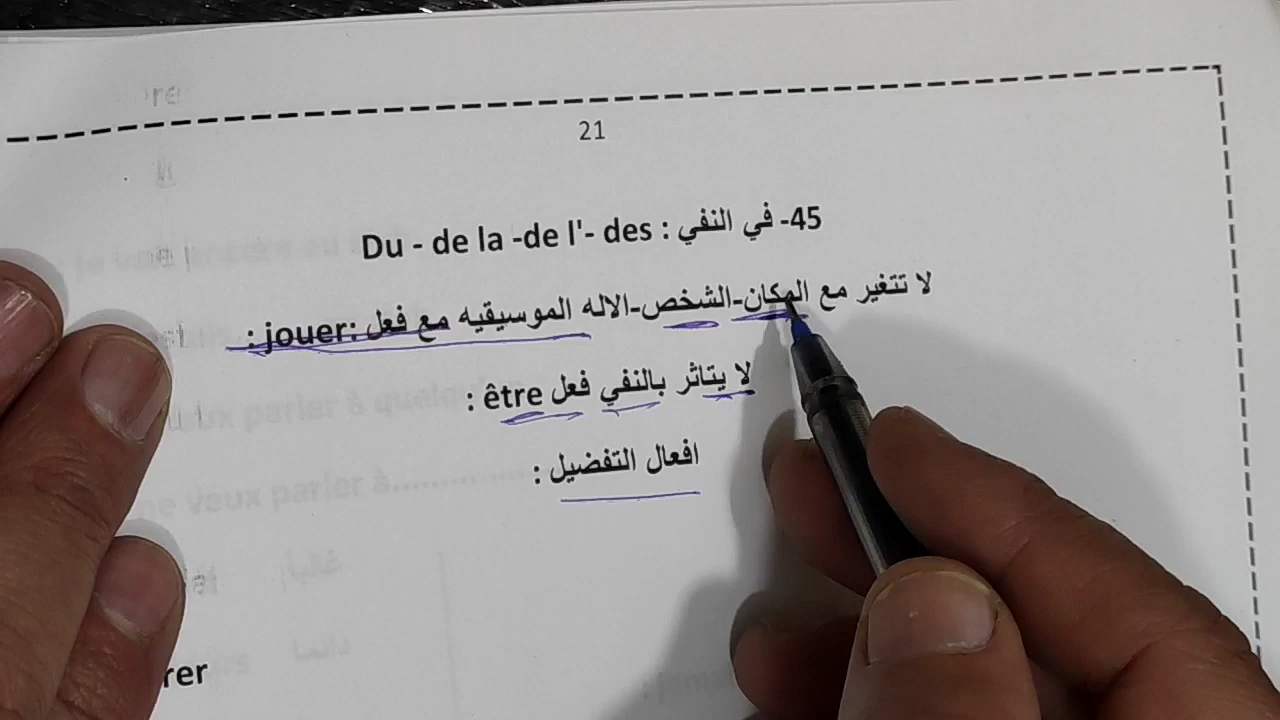 21
45- في النفي : Du - de la -de l'- des
لا تتغير مع المكان-الشخص-الاله الموسيقيه مع فعل jouer: :
لا يتاثر بالنفي فعل être :
افعال التفضيل :
rer